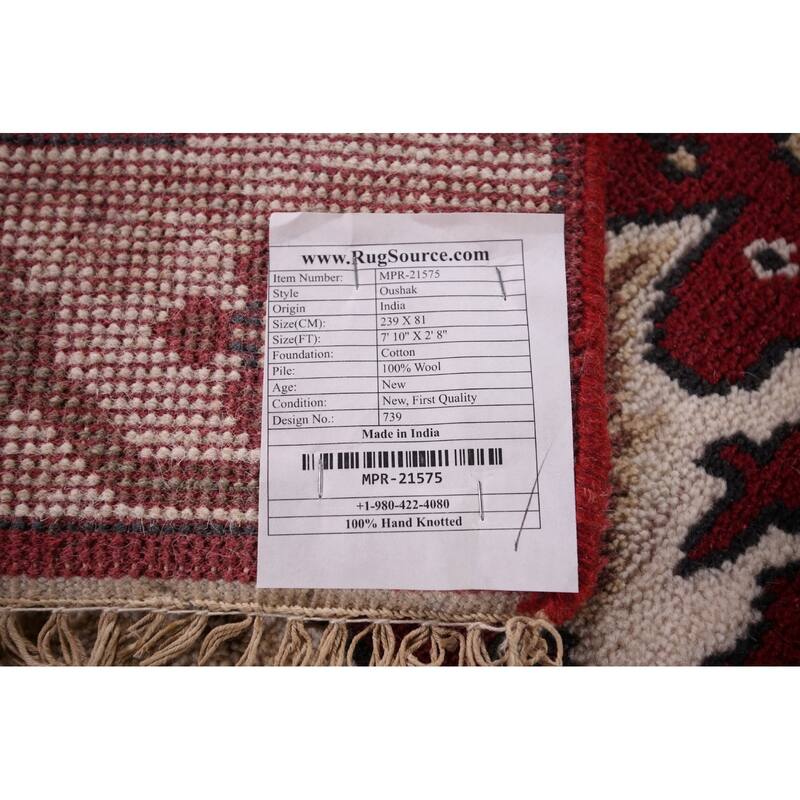 www.RugSource.com
Item Number: MPR-21575
Style Oushak
Origin India
Size(CM): 239 X 81
Size(FT): 7' 10" X 2' 8"
Foundation: Cotton
Pile: 100% Wool
Age: New
Condition: New, First Quality
Design No.: 739
Made in India
MPR-21575
+1-980-422-4080
100% Hand Knotted